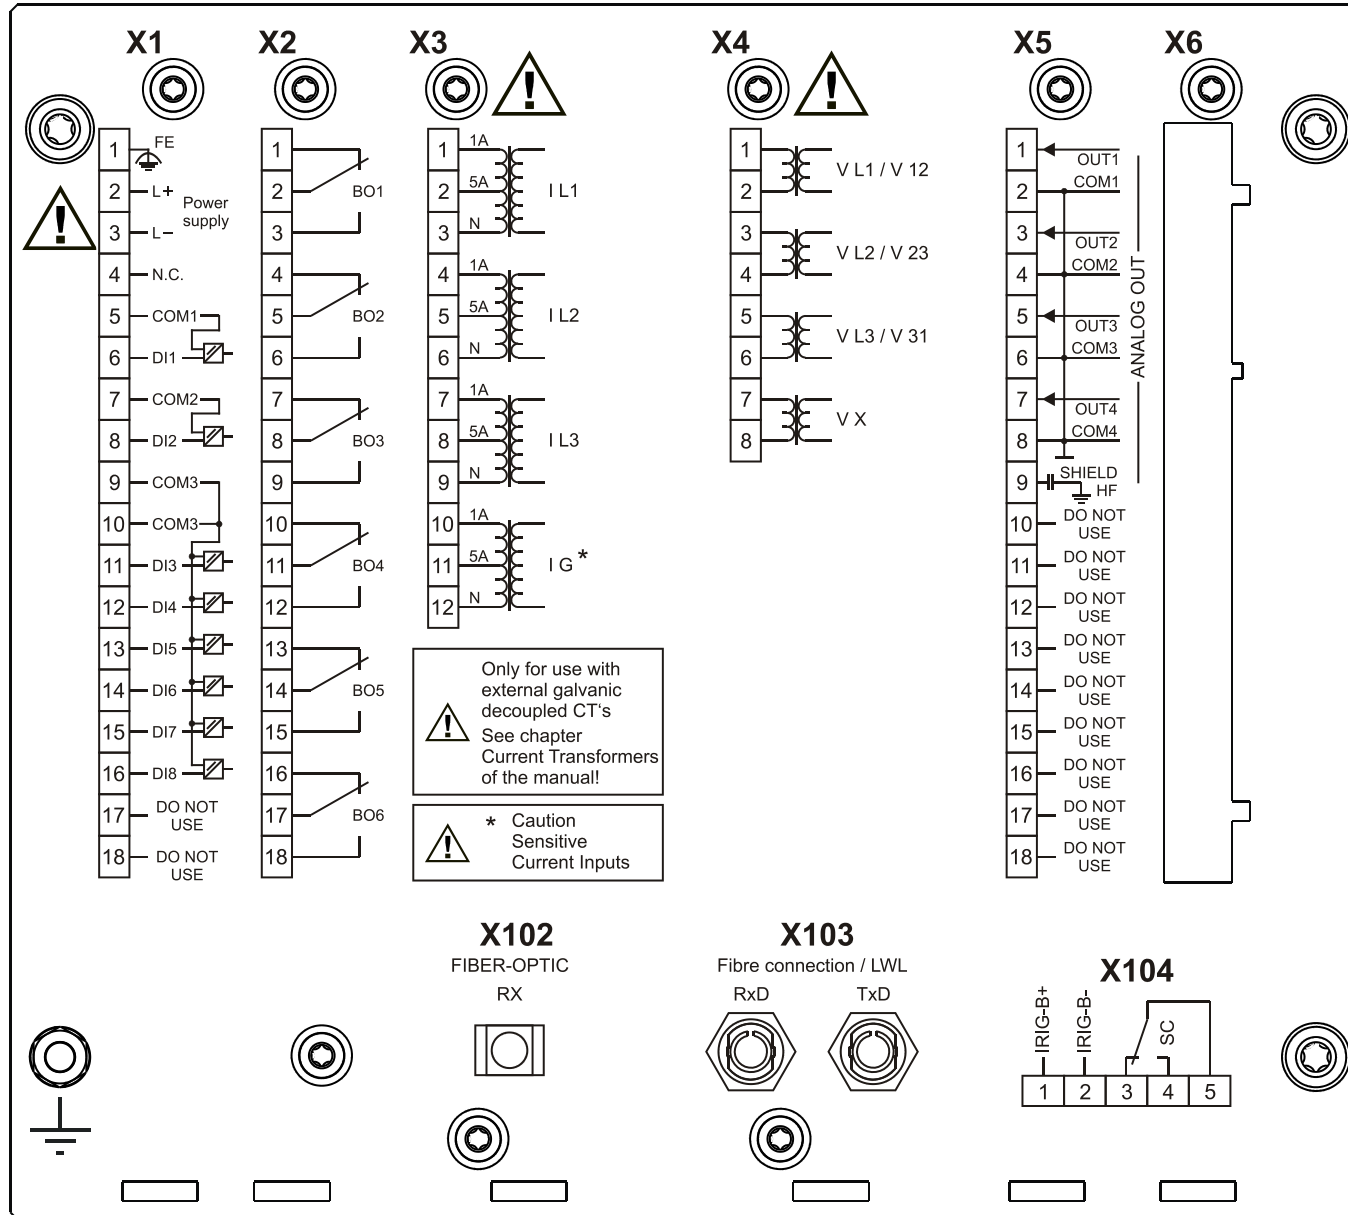 X1
X2
X3
X4
X5
X6
1
FE
2
L+
Power
supply
3
L−
4
N.C.
5
COM1
6
DI1
7
COM2
8
DI2
9
COM3
10
COM3
11
DI3
12
DI4
13
DI5
14
DI6
15
DI7
16
DI8
17
DO NOT
USE
18
DO NOT
USE
1
2
BO1
3
4
5
BO2
6
7
8
BO3
9
10
11
BO4
12
13
14
BO5
15
16
17
BO6
18
1
1A
2
5A
I L1
3
N
4
1A
5
5A
I L2
6
N
7
1A
8
5A
I L3
9
N
10
1A
11
5A
I G *
12
N
Only for use with
external galvanic
decoupled CT‘s
See chapter
Current Transformers
of the manual!
* Caution
Sensitive
Current Inputs
1
V L1 / V 12
2
3
V L2 / V 23
4
5
V L3 / V 31
6
7
V X
8
1
OUT1
2
COM1
3
OUT2
4
COM2
5
OUT3
6
COM3
7
OUT4
8
COM4
ANALOG OUT
9
SHIELD
HF
10
DO NOT
USE
11
DO NOT
USE
12
DO NOT
USE
13
DO NOT
USE
14
DO NOT
USE
15
DO NOT
USE
16
DO NOT
USE
17
DO NOT
USE
18
DO NOT
USE
X102
FIBER-OPTIC
RX
X103
Fibre connection / LWL
RxD
TxD
X104
IRIG-B+
IRIG-B-
SC
1
2
3
4
5